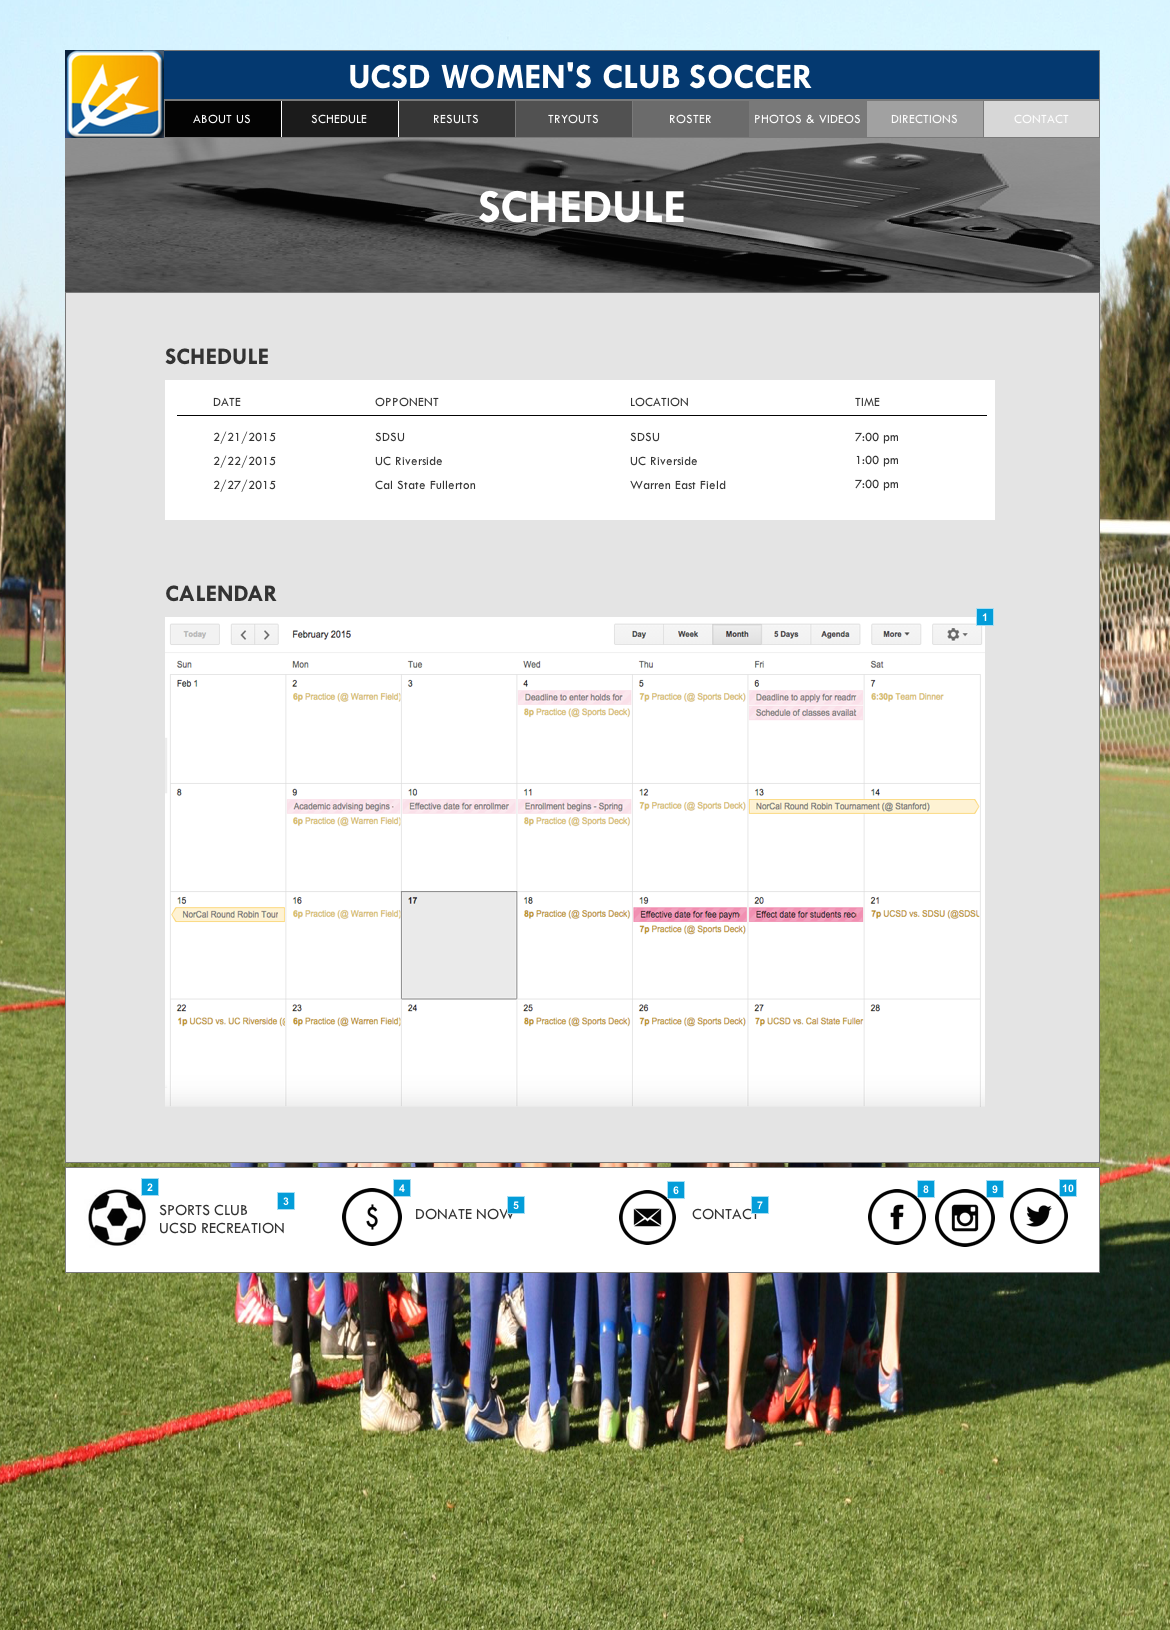 UCSD WOMEN'S CLUB SOCCER
ABOUT US SCHEDULE RESULTS TRYOUTS ROSTER PHOTOS & VIDEOS DIRECTIONS CONTACT
SCHEDULE
SCHEDULE
DATE OPPONENT LOCATION TIME
2/21/2015 SDSU SDSU 7:00 pm
2/22/2015 UC Riverside UC Riverside 1:00 pm
2/27/2015 Cal State Fullerton Warren East Field 7:00 pm
CALENDAR
1
Today February 2015 Day Week Month 5 Days Agenda More
Sun Mon Tue Wed Thu Fri Sat
Feb 1 2 3 4 5 6 7
6p Practice (@ Warren Field) Deadline to enter holds for 7p Practice (@ Sports Deck) Deadline to apply for readm 6:30p Team Dinner
8p Practice (@ Sports Deck) Schedule of classes availab
8 9 10 11 12 13 14
Academic advising begins - Effective date for enrollmer Enrollment begins - Spring 7p Practice (@ Sports Deck) NorCal Round Robin Tournament (@ Stanford)
6p Practice (@ Warren Field) 8p Practice (@ Sports Deck)
15 16 17 18 19 20 21
NorCal Round Robin Tour 6p Practice (@ Warren Field) 8p Practice (@ Sports Deck) Effective date for fee paym Effect date for students rec 7p UCSD vs. SDSU (@SDSU
7p Practice (@ Sports Deck)
22 23 24 25 26 27 28
1p UCSD vs. UC Riverside (@ 6p Practice (@ Warren Field) 8p Practice (@ Sports Deck) 7p Practice (@ Sports Deck) 7p UCSD vs. Cal State Fuller
2 3 4 5 6 7 8 9 10
SPORTS CLUB
UCSD RECREATION
$
DONATE NOW
CONTACT
f